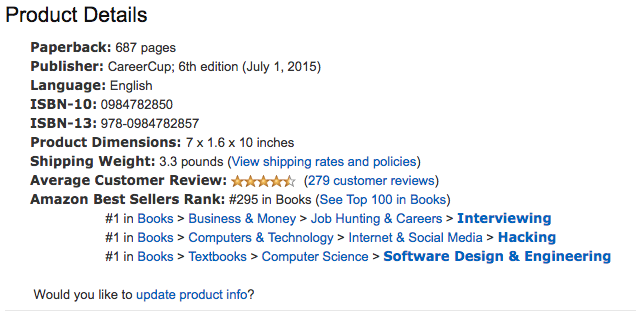 Product Details
Paperback: 687 pages
Publisher: CareerCup; 6th edition (July 1, 2015)
Language: English
ISBN-10: 0984782850
ISBN-13: 978-0984782857
Product Dimensions: 7 x 1.6 x 10 inches
Shipping Weight: 3.3 pounds (View shipping rates and policies)
Average Customer Review: (279 customer reviews)
Amazon Best Sellers Rank: #295 in Books (See Top 100 in Books)
#1 in Books > Business & Money > Job Hunting & Careers > Interviewing
#1 in Books > Computers & Technology > Internet & Social Media > Hacking
#1 in Books > Textbooks > Computer Science > Software Design & Engineering
Would you like to update product info?